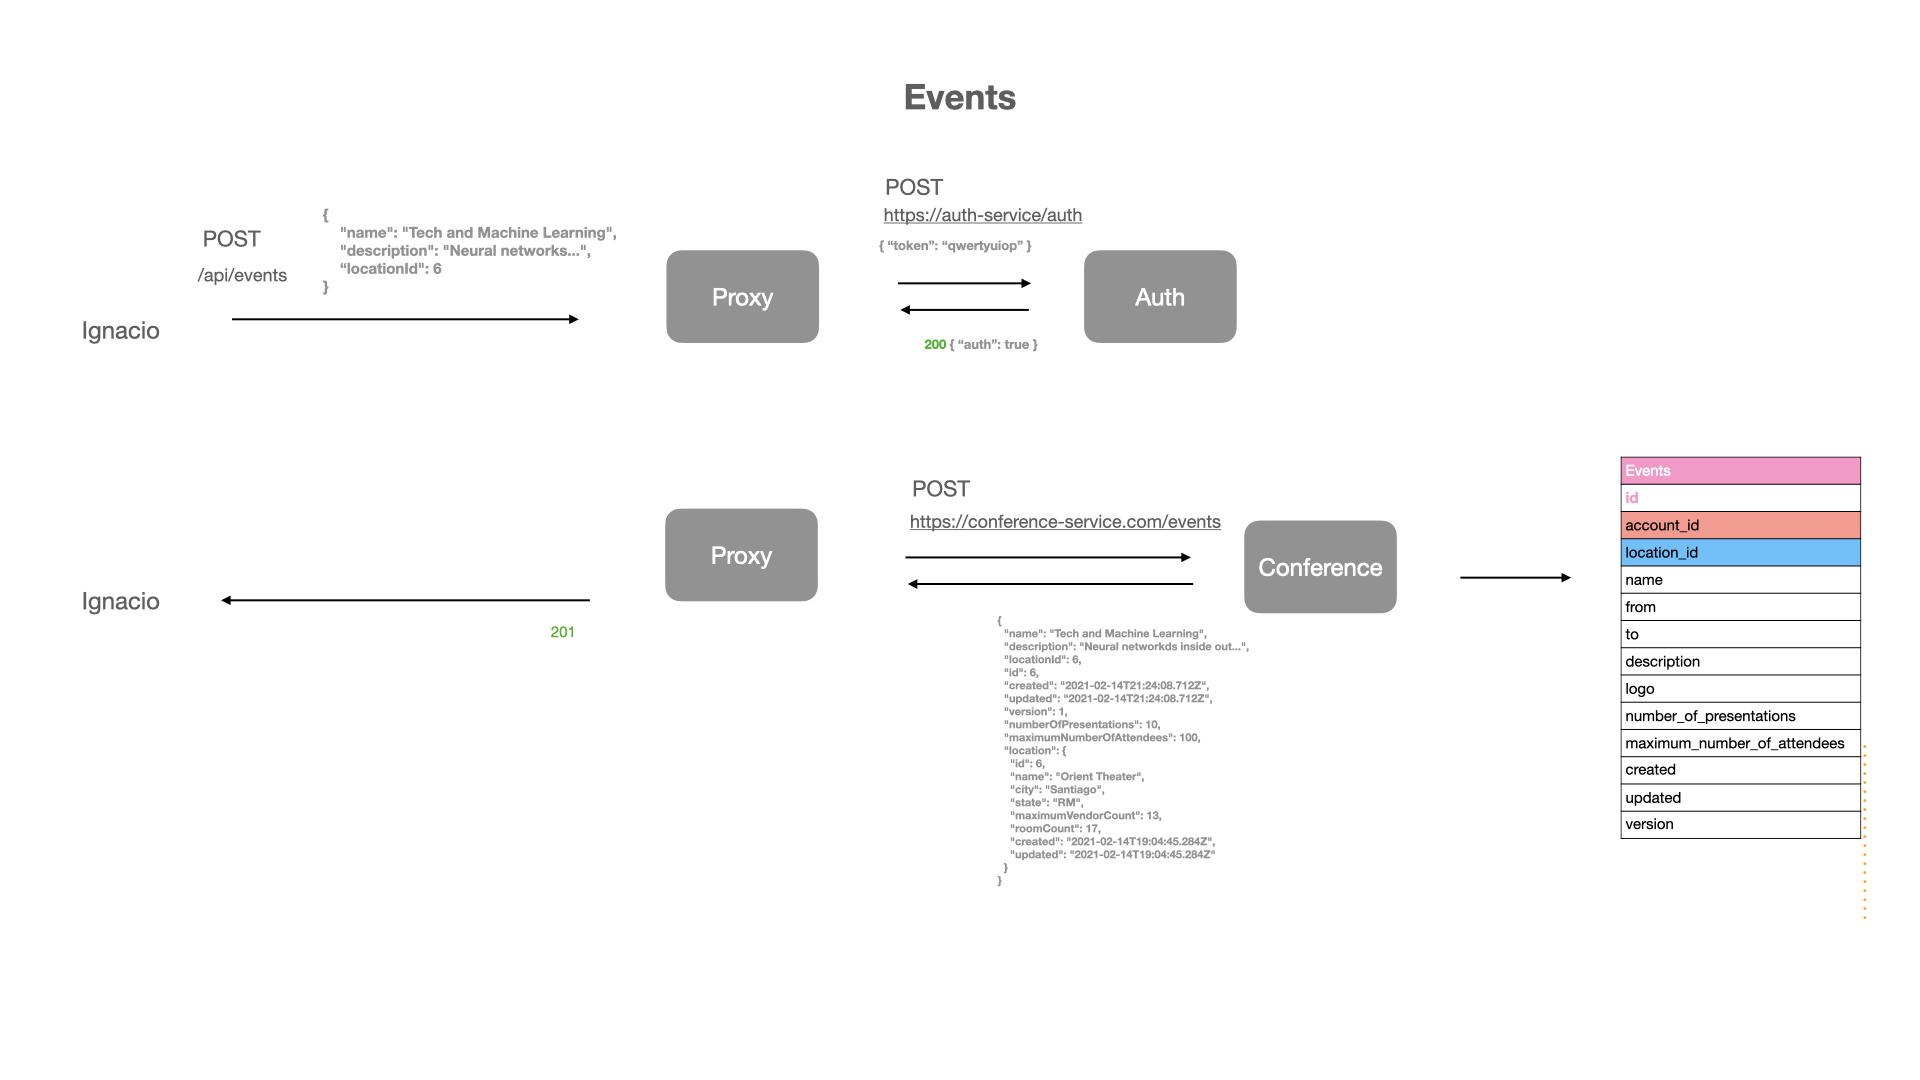 Events
POST
/api/events
{
"name": "Tech and Machine Learning",
"description": "Neural networks...",
“locationId": 6
}
Ignacio
Proxy
POST
https://auth-service/auth
{ “token”: “qwertyuiop” }
200 { “auth”: true }
Auth
Ignacio
201
Proxy
POST
https://conference-service.com/events
{
"name": "Tech and Machine Learning",
"description": "Neural networkds inside out...",
"locationId": 6,
"id": 6,
"created": "2021-02-14T21:24:08.712Z",
"updated": "2021-02-14T21:24:08.712Z",
"version": 1,
"numberOfPresentations": 10,
"maximumNumberOfAttendees": 100,
"location": {
"id": 6,
"name": "Orient Theater",
"city": "Santiago",
"state": "RM",
"maximumVendorCount": 13,
"roomCount": 17,
"created": "2021-02-14T19:04:45.284Z",
"updated": "2021-02-14T19:04:45.284Z"
}
}
Conference
Events
id
account_id
location_id
name
from
to
description
logo
number_of_presentations
maximum_number_of_attendees
created
updated
version